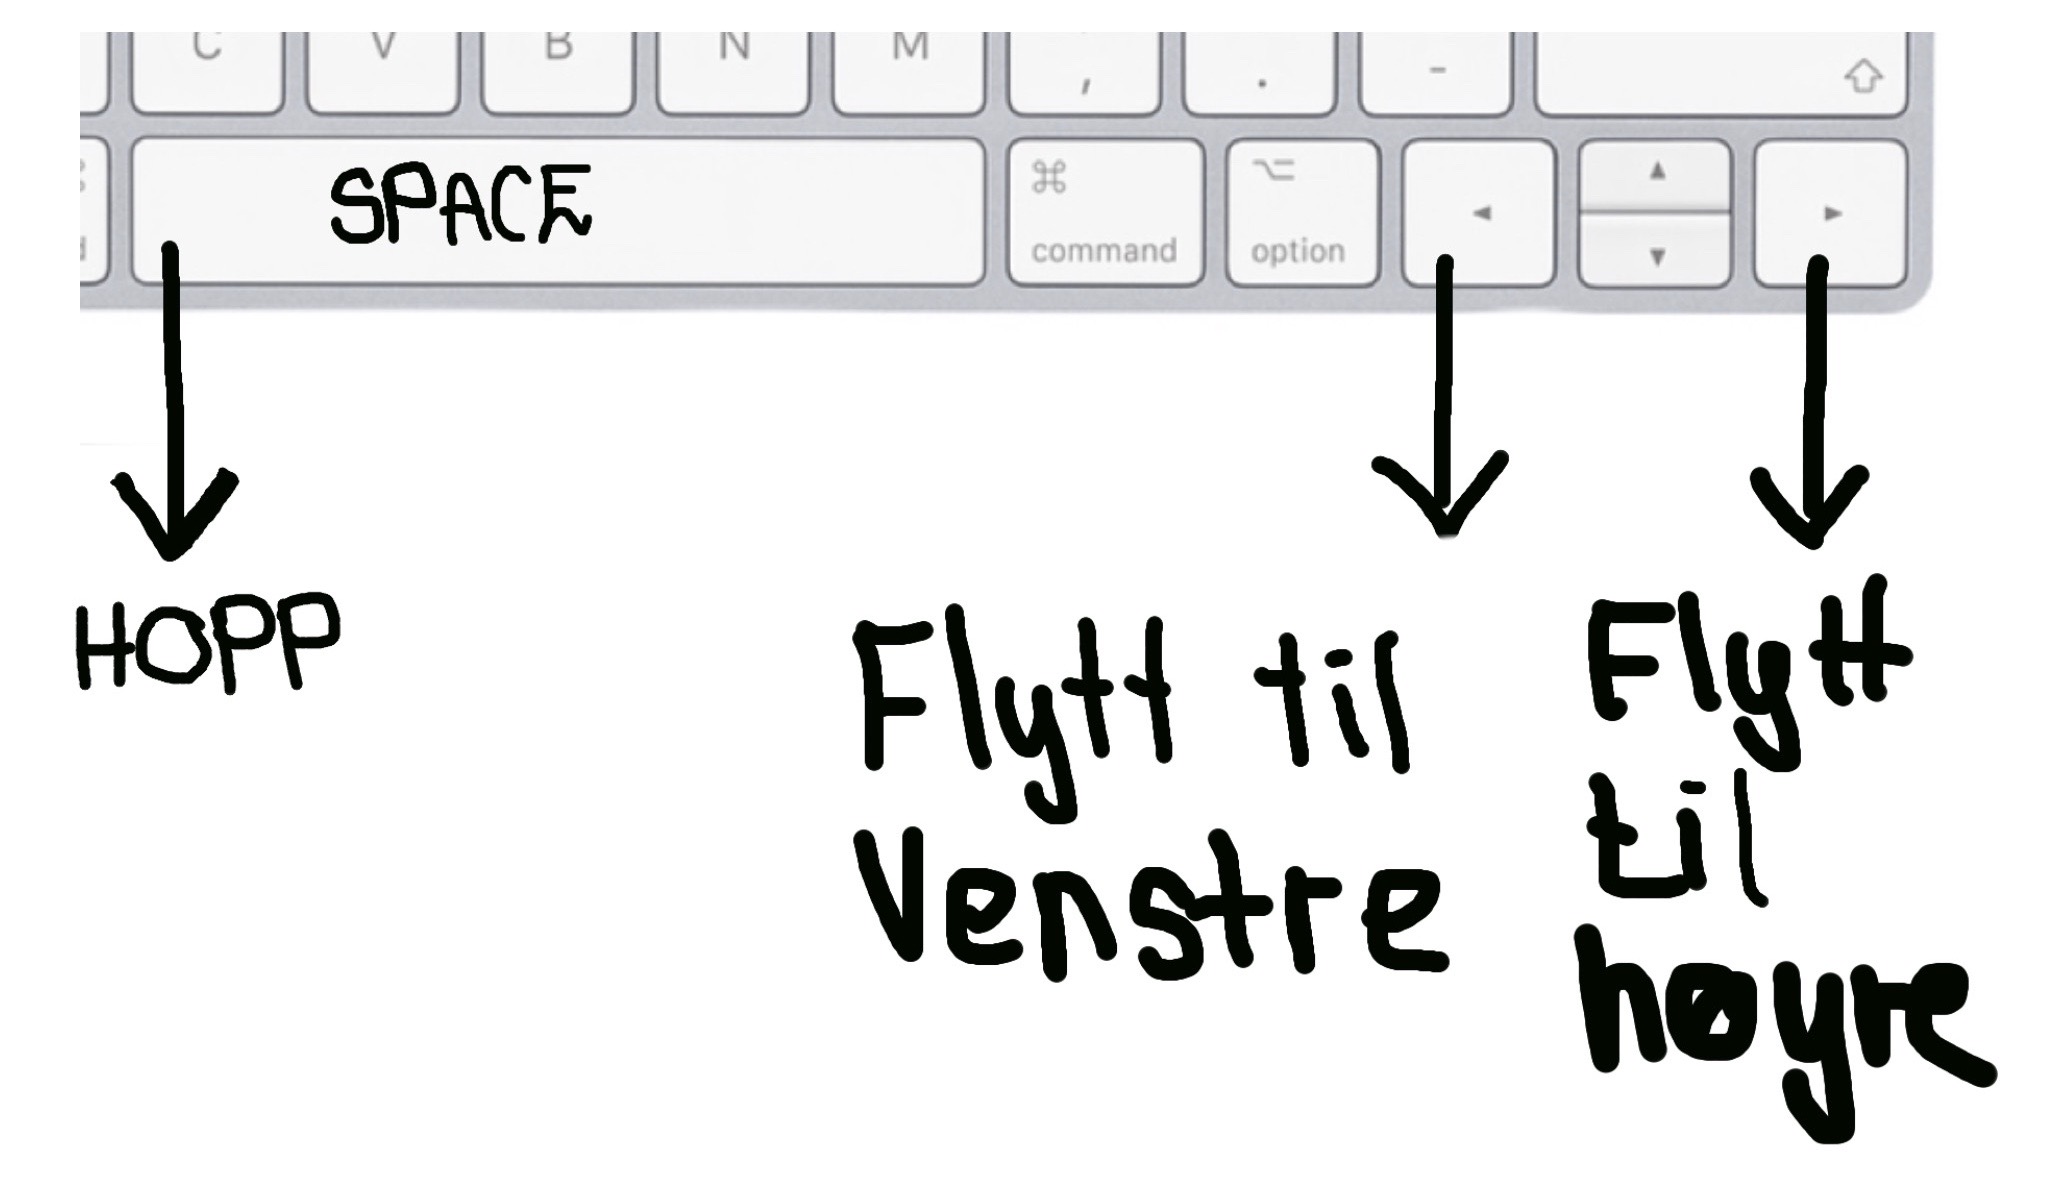 C V B N M , . -
SPACE
command
option
HOPP
Flytt til
Venstre
Flytt
til
høyre